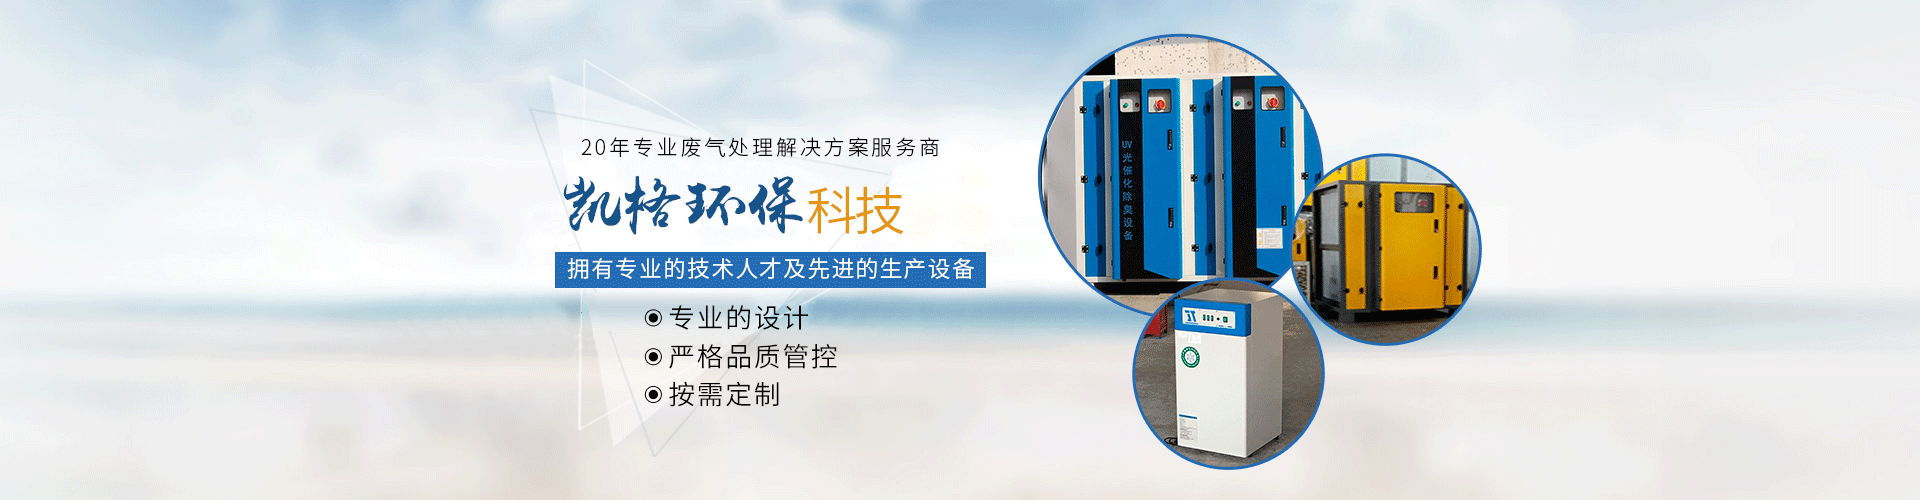 20年专业废气处理解决方案服务商
凯格环保科技
拥有专业的技术人才及先进的生产设备
专业的设计
严格品质管控
按需定制
UV光催化除臭设备